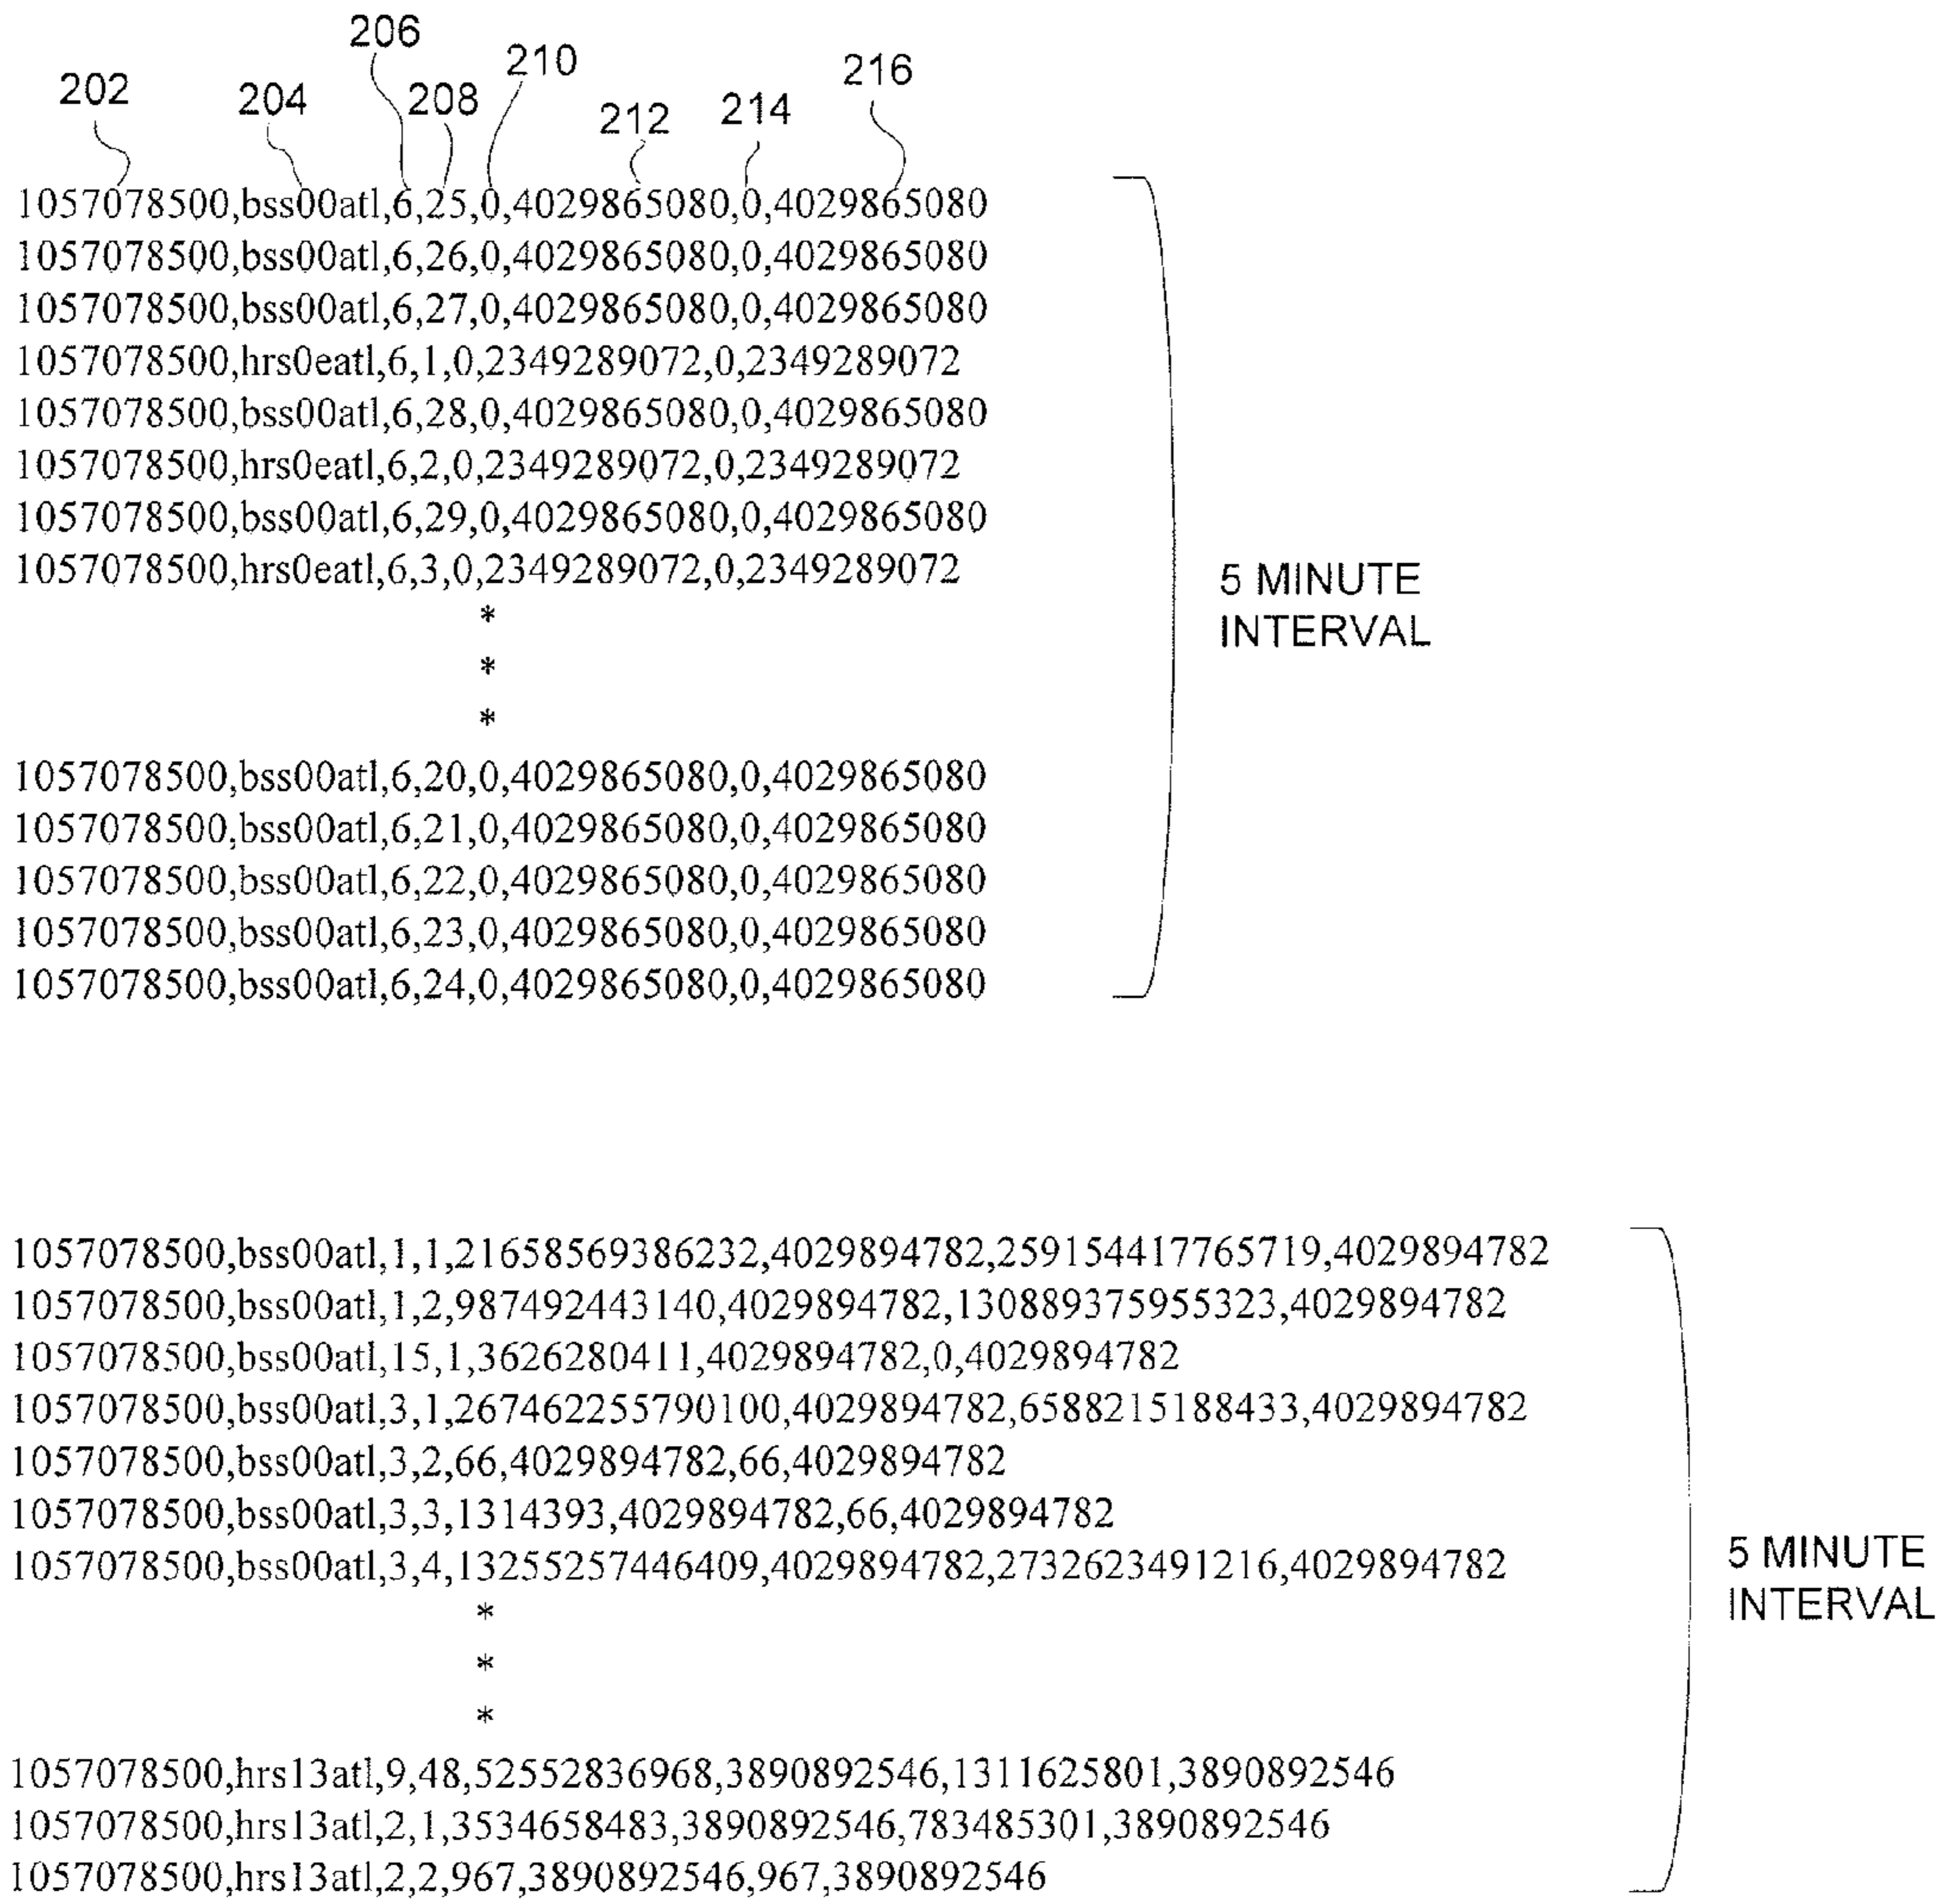 206
210
216
202
204
208
212
214
1057078500,bss00atl,6,25,0,4029865080,0,4029865080
1057078500,bss00atl,6,26,0,4029865080,0,4029865080
1057078500,bss00atl,6,27,0,4029865080,0,4029865080
1057078500,hrs0eatl,6,1,0,2349289072,0,2349289072
1057078500,bss00atl,6,28,0,4029865080,0,4029865080
1057078500,hrs0eatl,6,2,0,2349289072,0,2349289072
1057078500,bss00atl,6,29,0,4029865080,0,4029865080
1057078500,hrs0eatl,6,3,0,2349289072,0,2349289072
*
*
*
1057078500,bss00atl,6,20,0,4029865080,0,4029865080
1057078500,bss00atl,6,21,0,4029865080,0,4029865080
1057078500,bss00atl,6,22,0,4029865080,0,4029865080
1057078500,bss00atl,6,23,0,4029865080,0,4029865080
1057078500,bss00atl,6,24,0,4029865080,0,4029865080
5 MINUTE
INTERVAL
1057078500,bss00atl,1,1,21658569386232,4029894782,259154417765719,4029894782
1057078500,bss00atl,1,2,987492443140,4029894782,130889375955323,4029894782
1057078500,bss00atl,15,1,3626280411,4029894782,0,4029894782
1057078500,bss00atl,3,1,267462255790100,4029894782,6588215188433,4029894782
1057078500,bss00atl,3,2,66,4029894782,66,4029894782
1057078500,bss00atl,3,3,1314393,4029894782,66,4029894782
1057078500,bss00atl,3,4,13255257446409,4029894782,2732623491216,4029894782
*
*
*
1057078500,hrs13atl,9,48,52552836968,3890892546,1311625801,3890892546
1057078500,hrs13atl,2,1,3534658483,3890892546,783485301,3890892546
1057078500,hrs13atl,2,2,967,3890892546,967,3890892546
5 MINUTE
INTERVAL